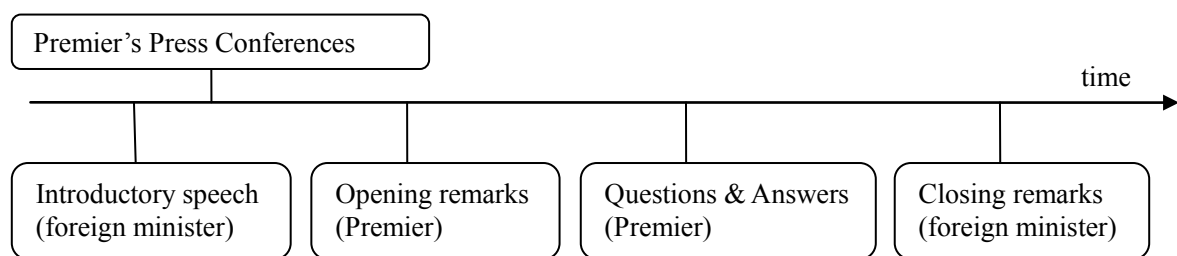 Premier’s Press Conferences
time
Introductory speech
(foreign minister)
Opening remarks
(Premier)
Questions & Answers
(Premier)
Closing remarks
(foreign minister)